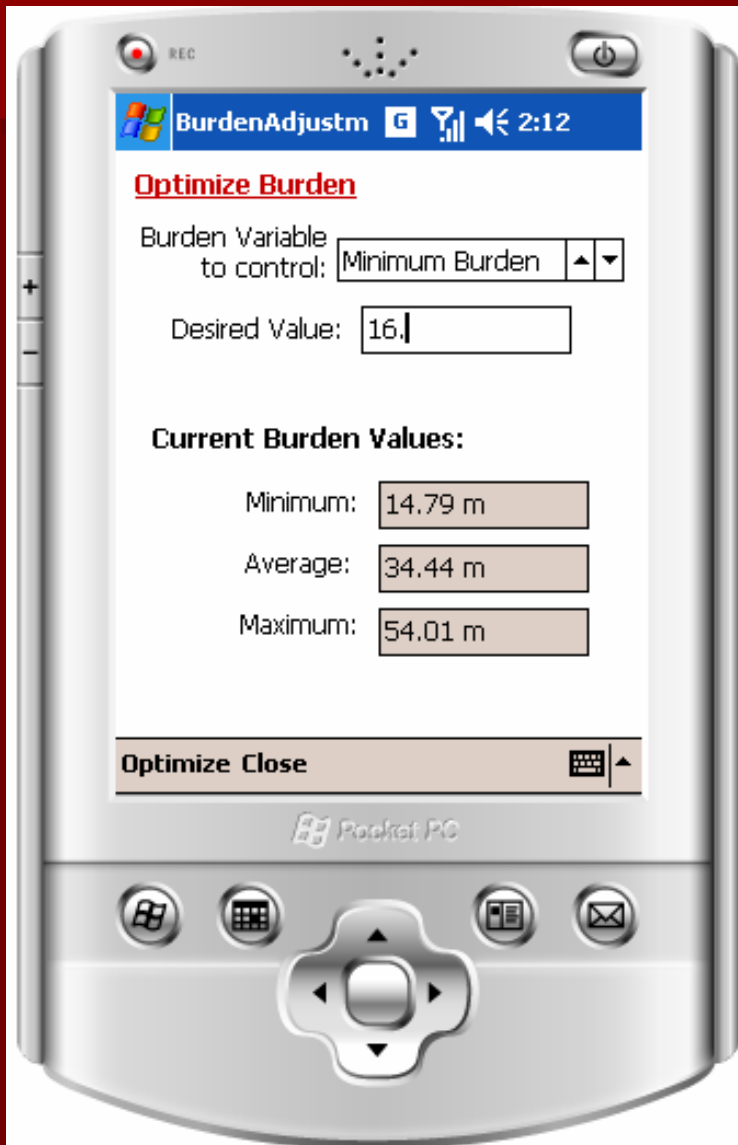 REC
BurdenAdjustm G 2:12
Optimize Burden
Burden Variable
to control: Minimum Burden
Desired Value: 16.
Current Burden Values:
Minimum: 14.79 m
Average: 34.44 m
Maximum: 54.01 m
Optimize Close
Pocket PC
+
−